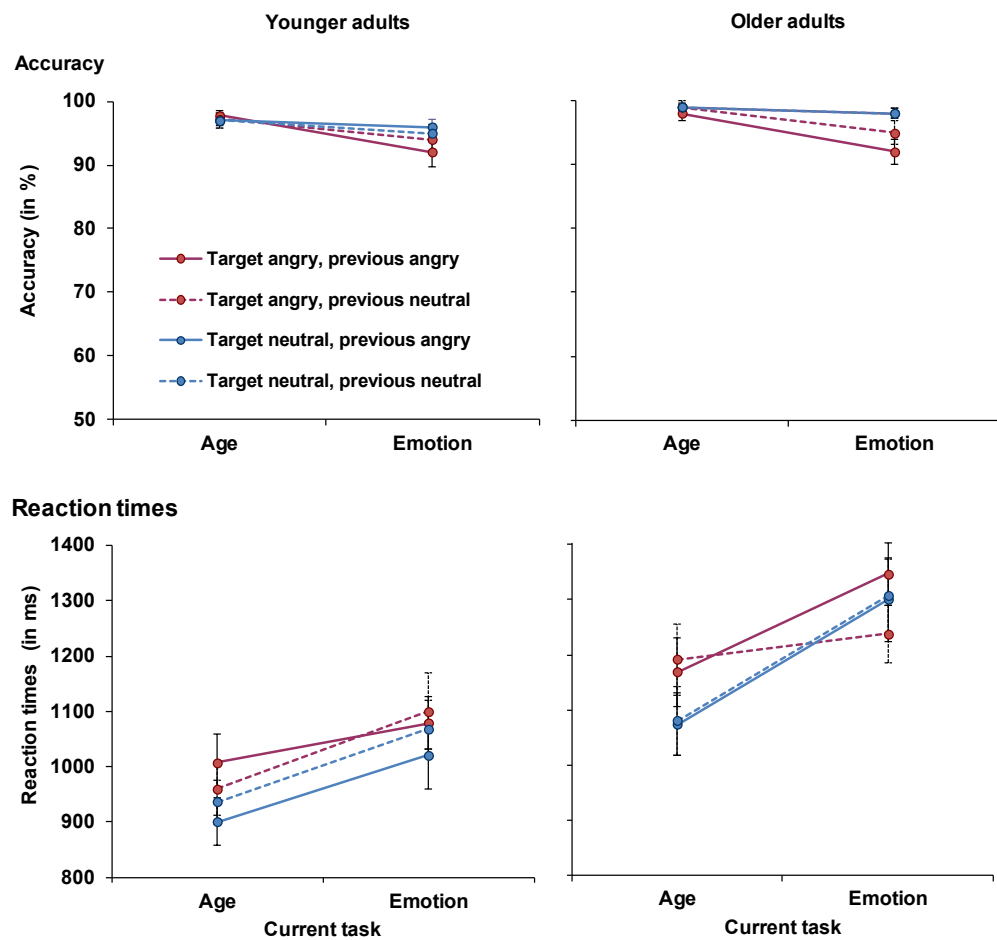 Younger adults
Older adults
Accuracy
Accuracy (in %)
100
90
80
70
60
50
Target angry, previous angry
Target angry, previous neutral
Target neutral, previous angry
Target neutral, previous neutral
Age
Emotion
Age
Emotion
Reaction times
Reaction times (in ms)
1400
1300
1200
1100
1000
900
800
Age
Emotion
Current task
Age
Emotion
Current task